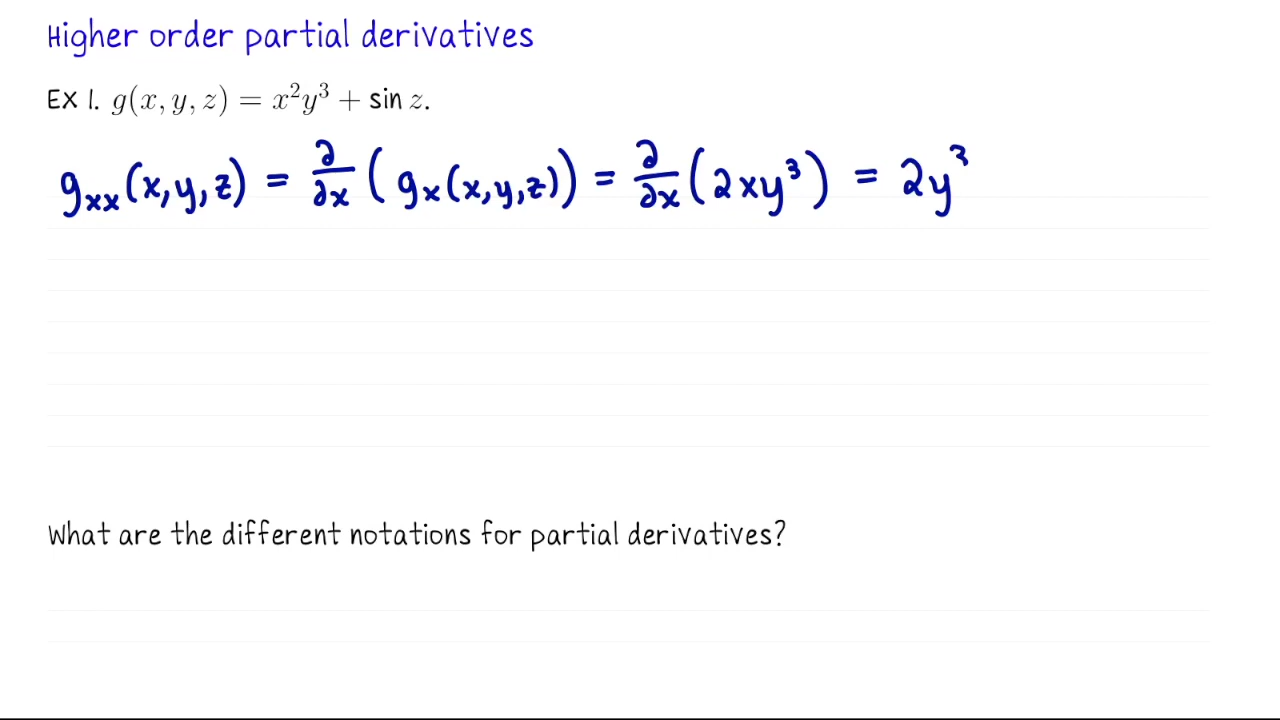 Higher order partial derivatives
EX 1. g(x, y, z) = x²y³ + sin z.
gₓₓ(x,y,z) = ∂/∂x (gₓ(x,y,z)) = ∂/∂x (2xy³) = 2y³
What are the different notations for partial derivatives?